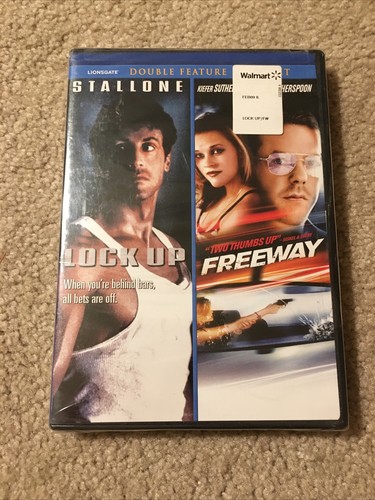 LIONSGATE
DOUBLE FEATURE
STALLONE
KIEFER SUTHE
HERSPOON
Walmart
LOCK UP/FW
LOCK UP
When you're behind bars,
all bets are off.
"TWO THUMBS UP"
FREEWAY